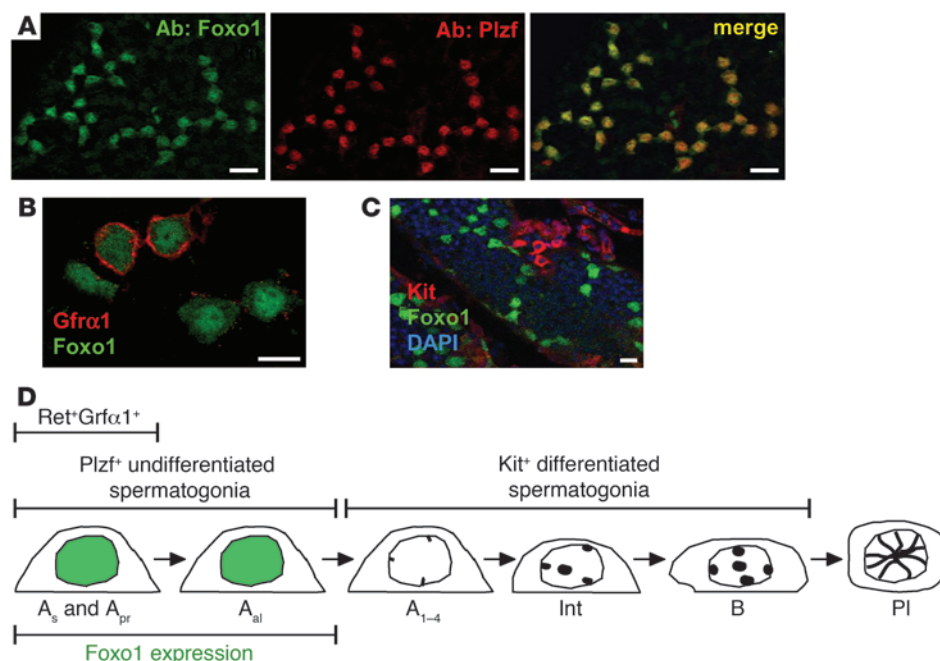 A
Ab: Foxo1
Ab: Plzf
merge
B
Gfrα1
Foxo1
C
Kit
Foxo1
DAPI
D
Ret⁺Grfα1⁺
Plzf⁺ undifferentiated
spermatogonia
Kit⁺ differentiated
spermatogonia
Aₛ and Aₚᵣ
Aₐₗ
A₁₋₄
Int
B
Pl
Foxo1 expression